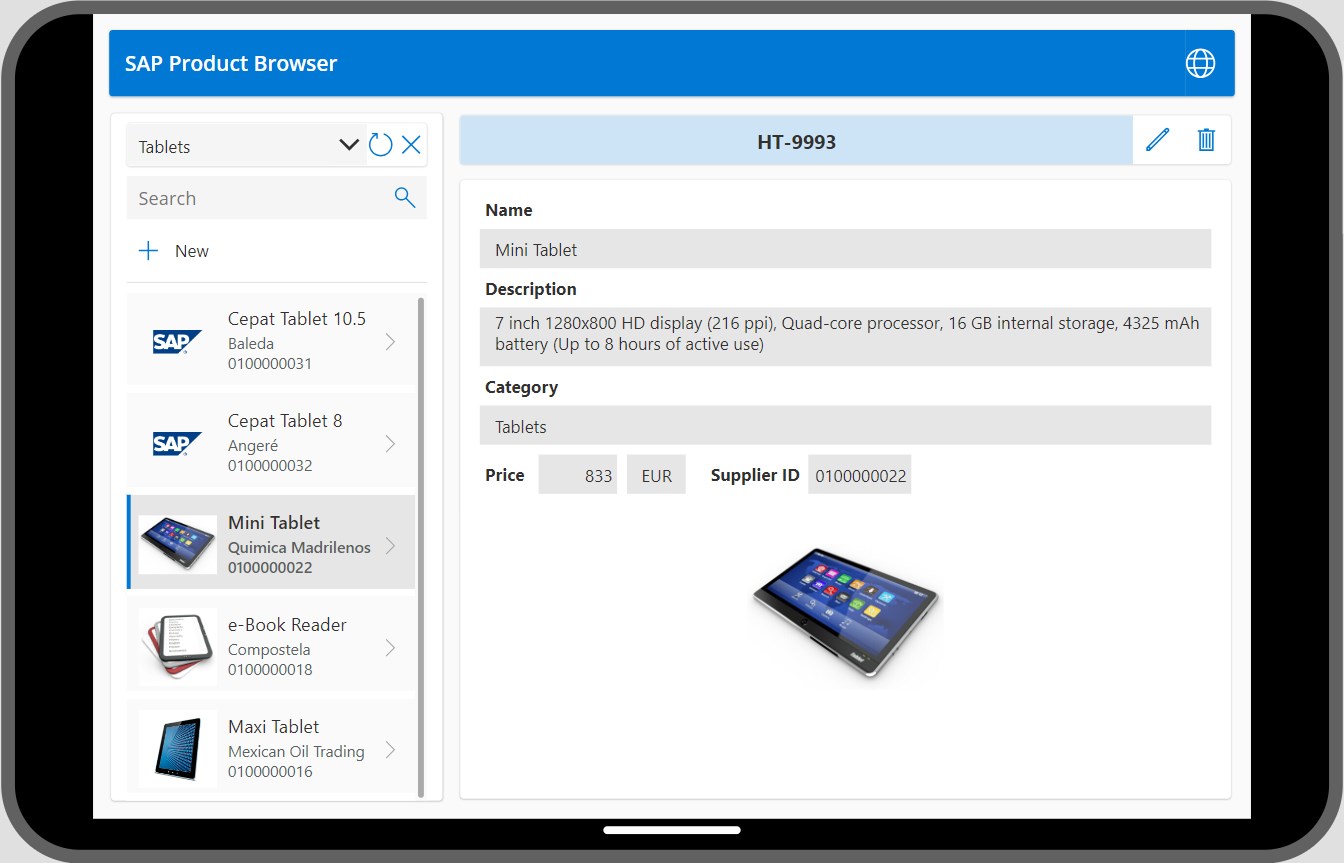 SAP Product Browser
Tablets
Search
New
SAP
Cepat Tablet 10.5
Baleda
0100000031
SAP
Cepat Tablet 8
Angeré
0100000032
Mini Tablet
Quimica Madrilenos
0100000022
e-Book Reader
Compostela
0100000018
Maxi Tablet
Mexican Oil Trading
0100000016
HT-9993
Name
Mini Tablet
Description
7 inch 1280x800 HD display (216 ppi), Quad-core processor, 16 GB internal storage, 4325 mAh
battery (Up to 8 hours of active use)
Category
Tablets
Price 833 EUR Supplier ID 0100000022